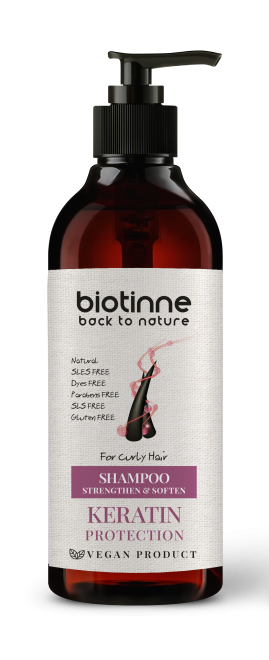 biotinne
back to nature
Natural
SLES FREE
Dyes FREE
Parabens FREE
SLS FREE
Gluten FREE
For Curly Hair
SHAMPOO
STRENGTHEN & SOFTEN
KERATIN
PROTECTION
VEGAN PRODUCT